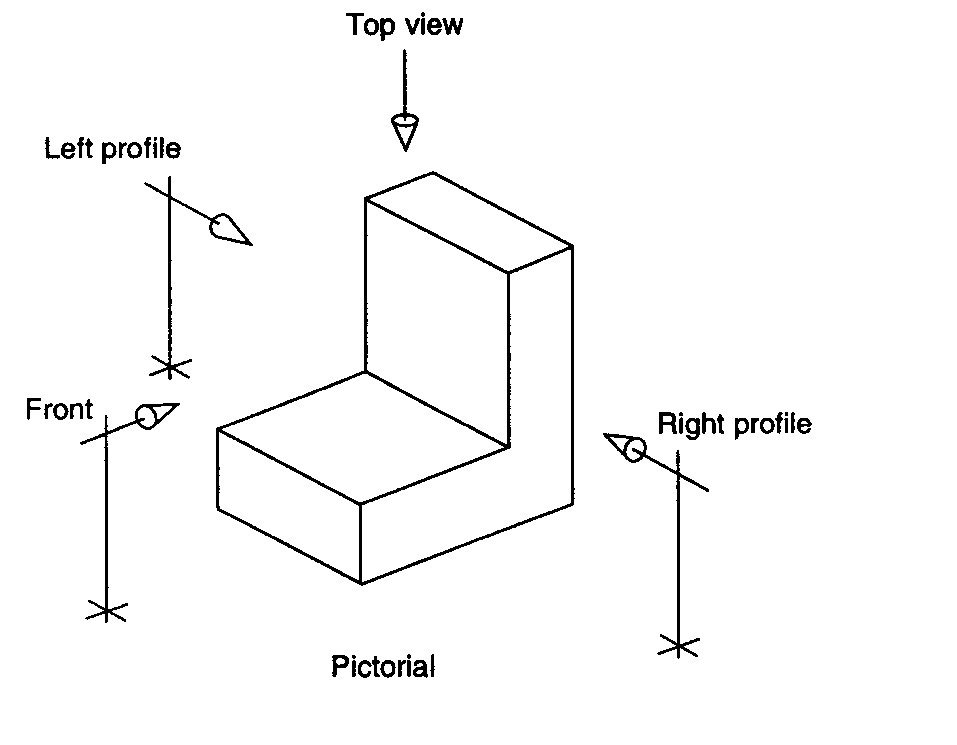 Top view
Left profile
Front
Right profile
Pictorial